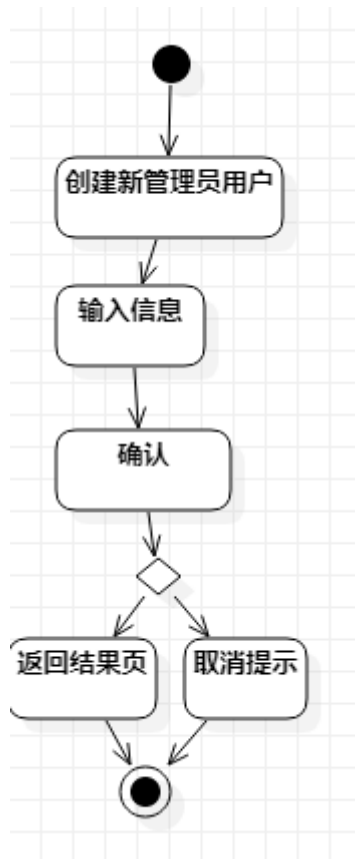 创建新管理员用户
输入信息
确认
返回结果页
取消提示